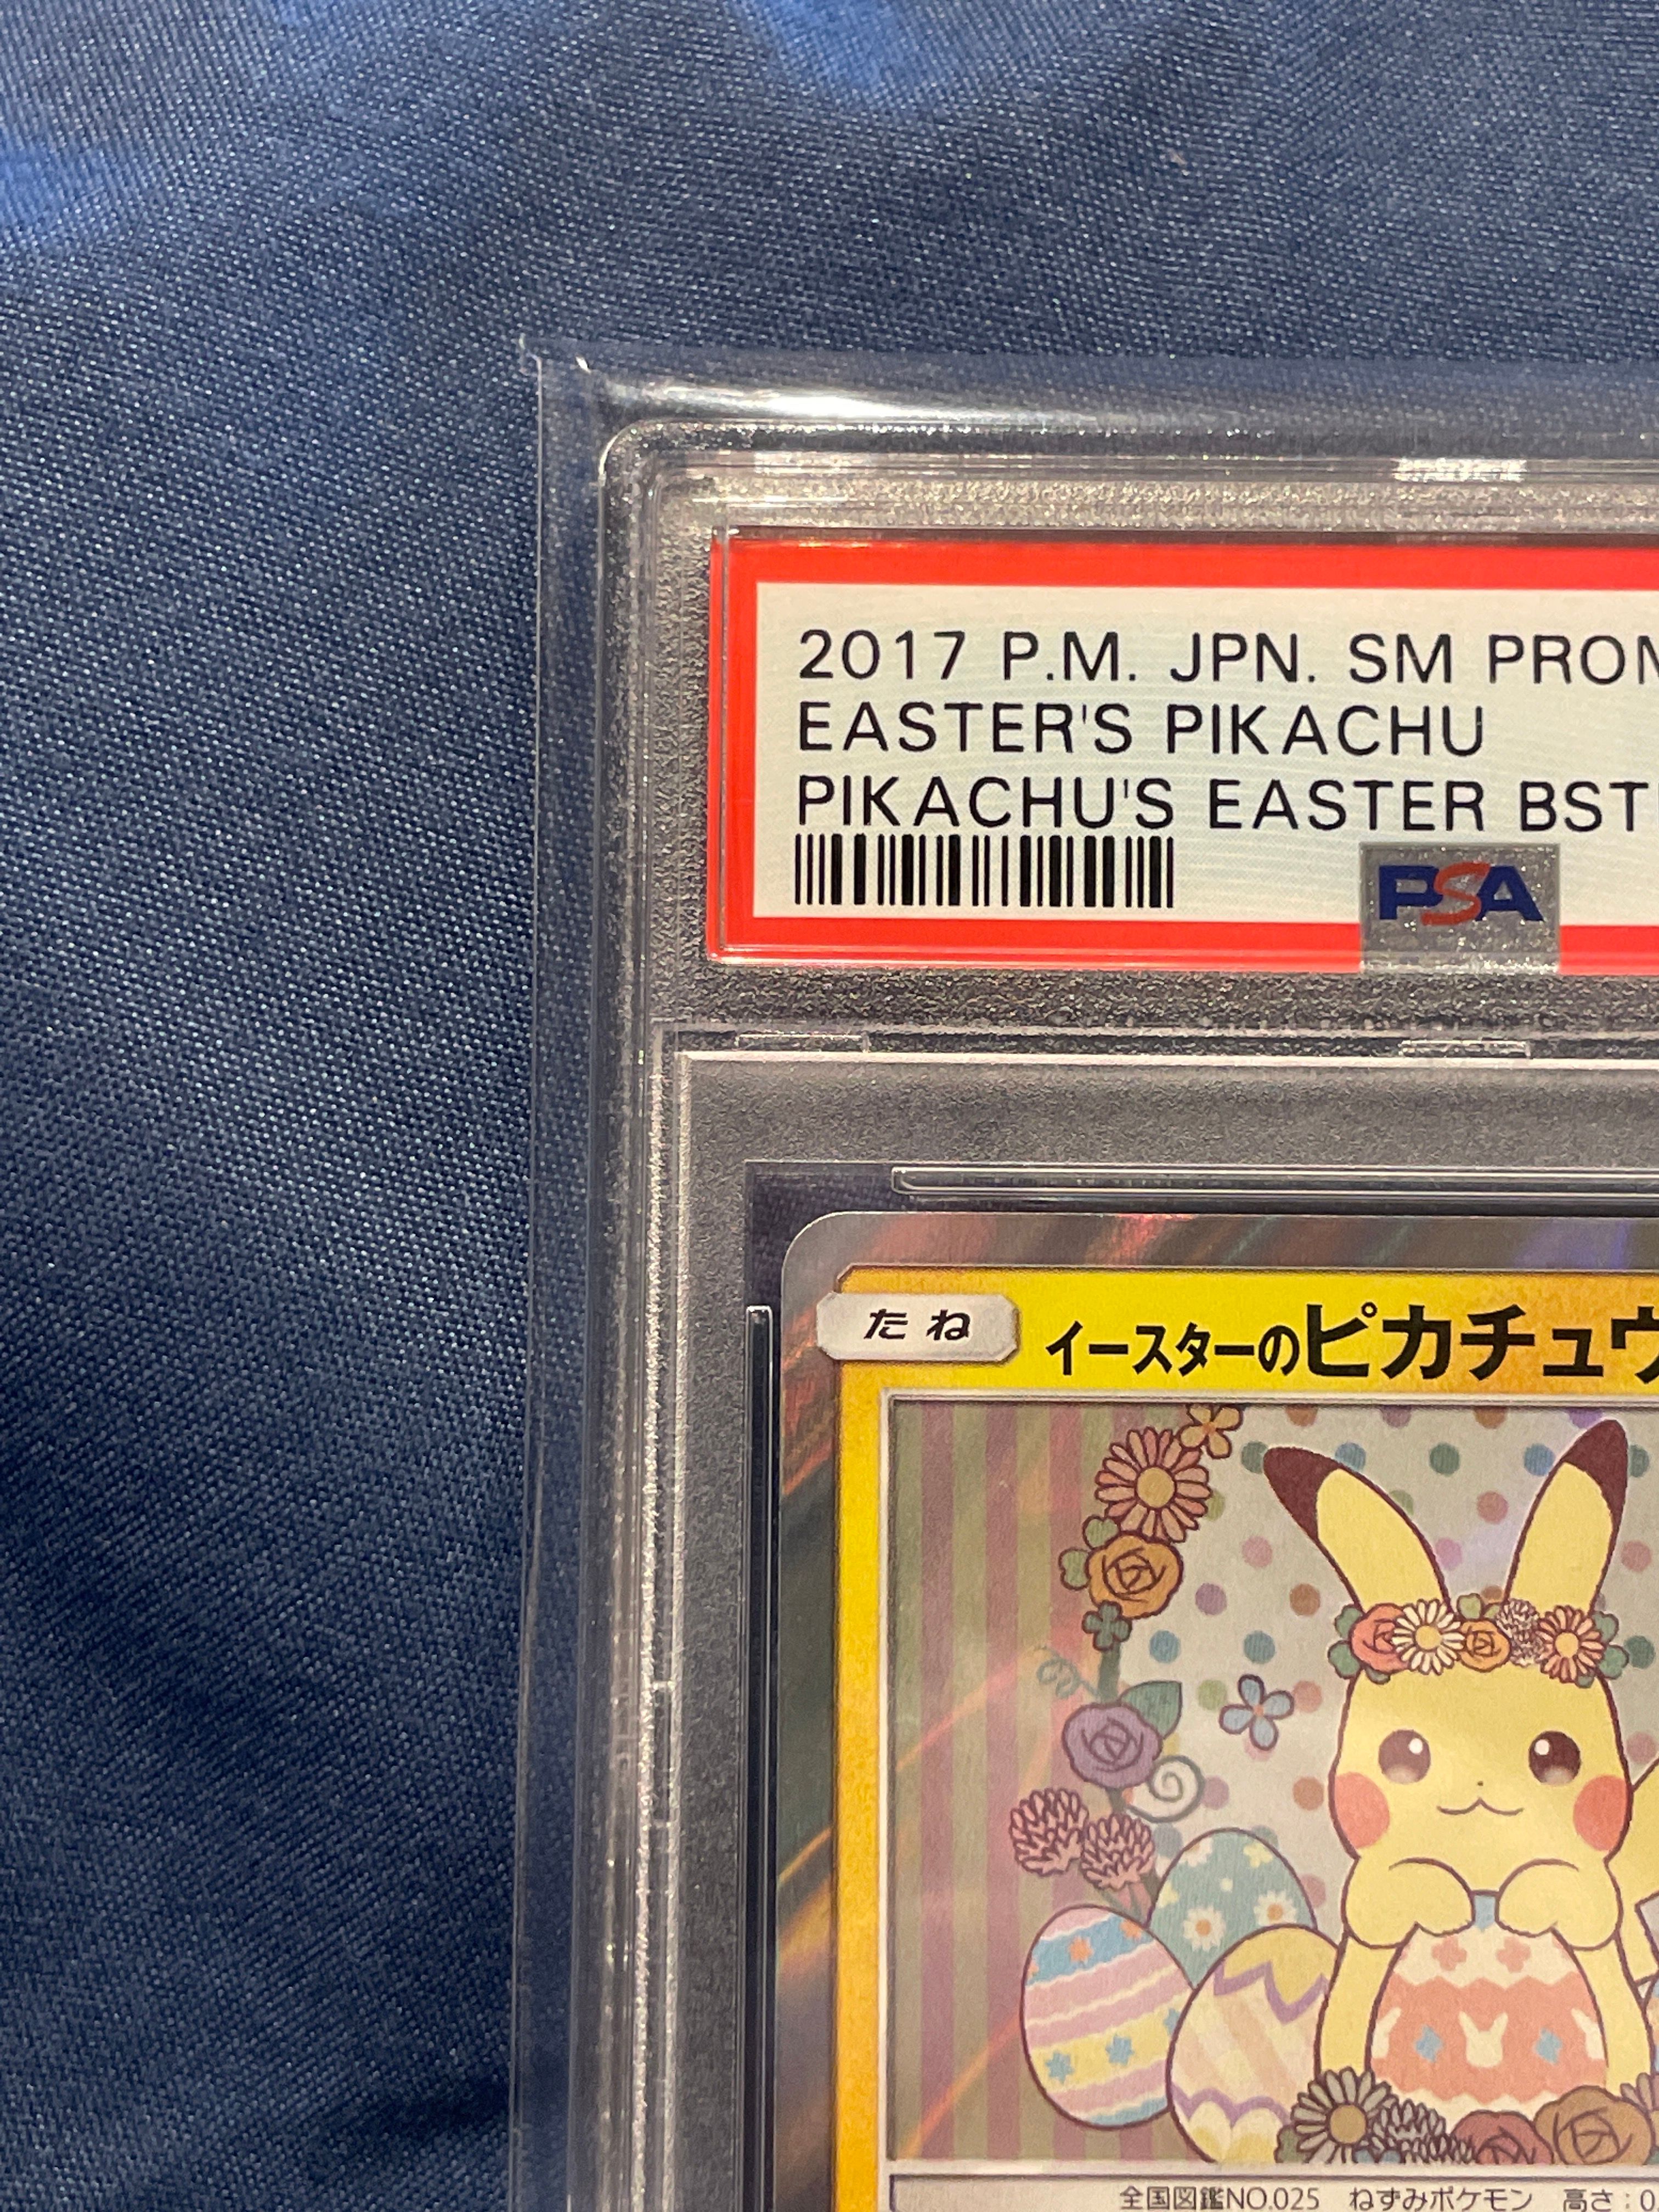 2017 P.M. JPN. SM PROM
EASTER'S PIKACHU
PIKACHU'S EASTER BST
PSA
たね
イースターのピカチュウ
全国図鑑NO.025 ねずみポケモン 高さ:0.